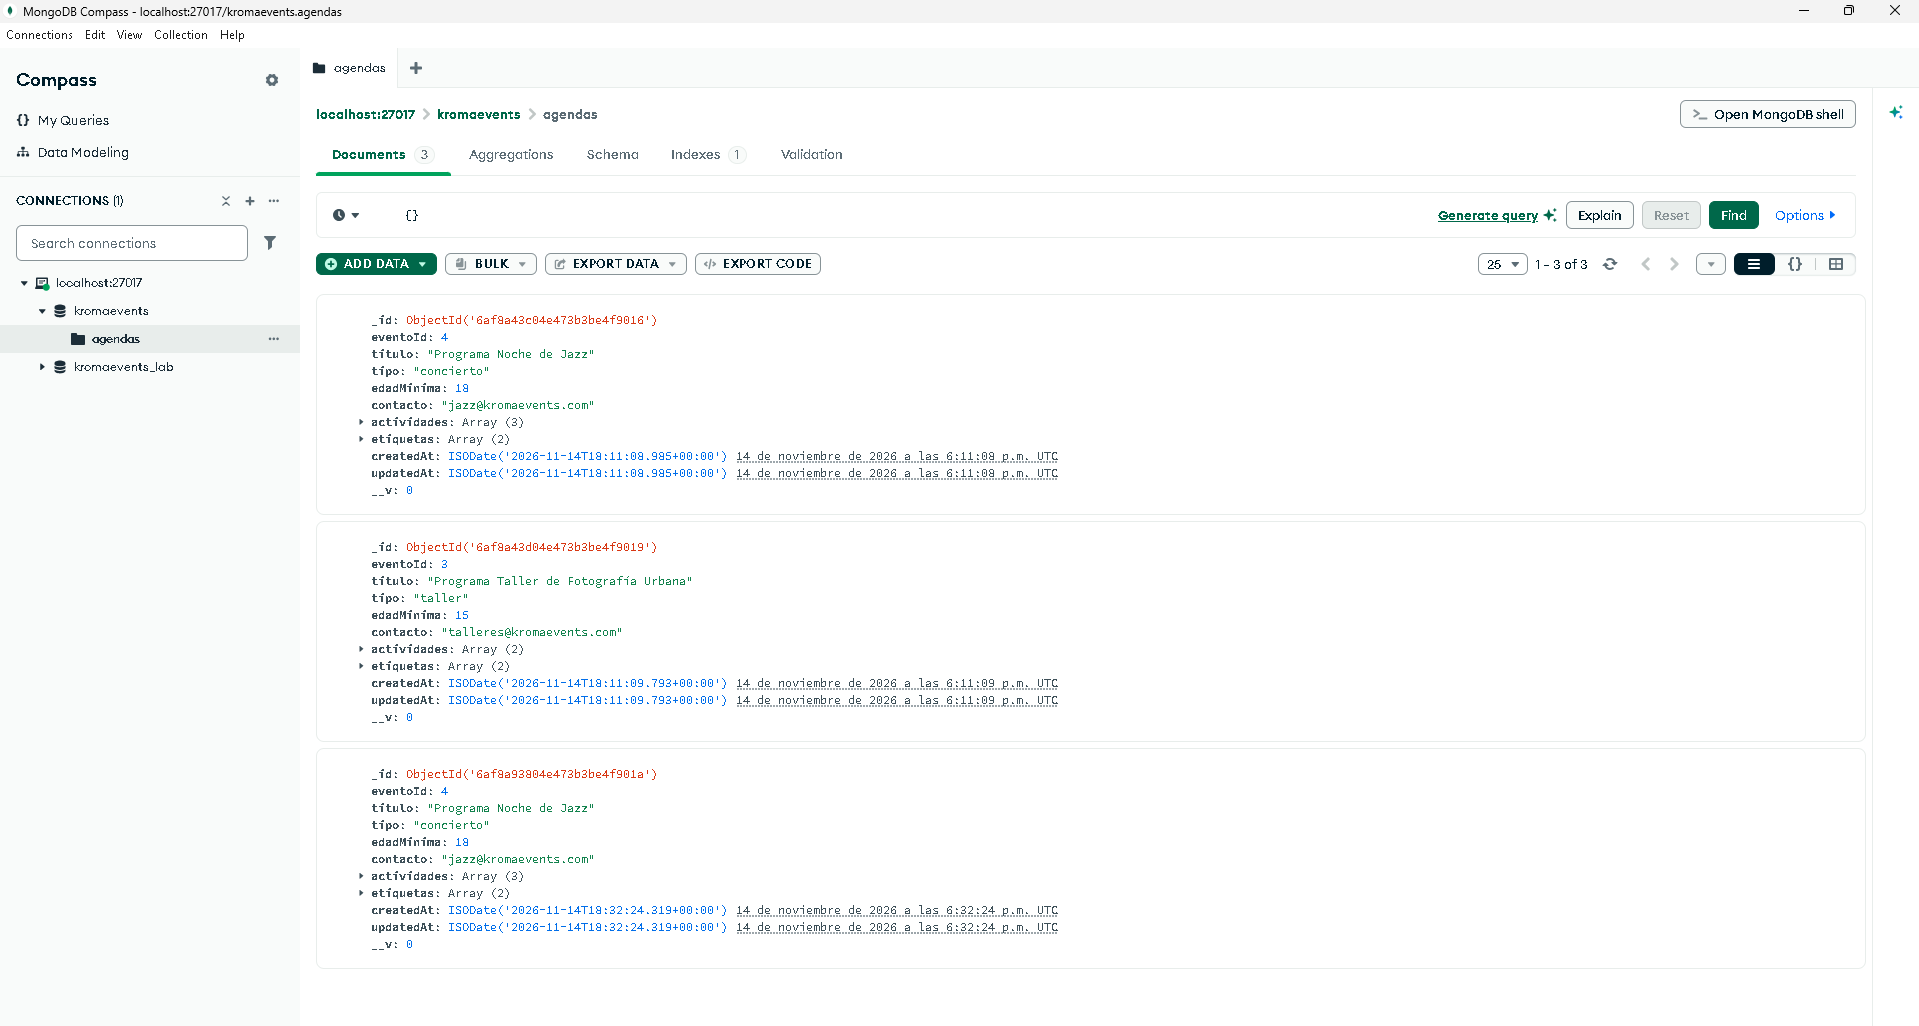 MongoDB Compass - localhost:27017/kromaevents.agendas
Connections Edit View Collection Help
Compass
My Queries
Data Modeling
CONNECTIONS (1)
Search connections
localhost:27017
kromaevents
agendas
kromaevents_lab
agendas
localhost:27017 > kromaevents > agendas
Open MongoDB shell
Documents 3 Aggregations Schema Indexes 1 Validation
{} Generate query Explain Reset Find Options
ADD DATA BULK EXPORT DATA EXPORT CODE 25 1 – 3 of 3
_id: ObjectId('6af8a43c04e473b3be4f9016')
eventoId: 4
titulo: "Programa Noche de Jazz"
tipo: "concierto"
edadMinima: 18
contacto: "jazz@kromaevents.com"
actividades: Array (3)
etiquetas: Array (2)
createdAt: ISODate('2026-11-14T18:11:08.985+00:00') 14 de noviembre de 2026 a las 6:11:08 p.m. UTC
updatedAt: ISODate('2026-11-14T18:11:08.985+00:00') 14 de noviembre de 2026 a las 6:11:08 p.m. UTC
__v: 0
_id: ObjectId('6af8a43d04e473b3be4f9019')
eventoId: 3
titulo: "Programa Taller de Fotografía Urbana"
tipo: "taller"
edadMinima: 15
contacto: "talleres@kromaevents.com"
actividades: Array (2)
etiquetas: Array (2)
createdAt: ISODate('2026-11-14T18:11:09.793+00:00') 14 de noviembre de 2026 a las 6:11:09 p.m. UTC
updatedAt: ISODate('2026-11-14T18:11:09.793+00:00') 14 de noviembre de 2026 a las 6:11:09 p.m. UTC
__v: 0
_id: ObjectId('6af8a93804e473b3be4f901a')
eventoId: 4
titulo: "Programa Noche de Jazz"
tipo: "concierto"
edadMinima: 18
contacto: "jazz@kromaevents.com"
actividades: Array (3)
etiquetas: Array (2)
createdAt: ISODate('2026-11-14T18:32:24.319+00:00') 14 de noviembre de 2026 a las 6:32:24 p.m. UTC
updatedAt: ISODate('2026-11-14T18:32:24.319+00:00') 14 de noviembre de 2026 a las 6:32:24 p.m. UTC
__v: 0